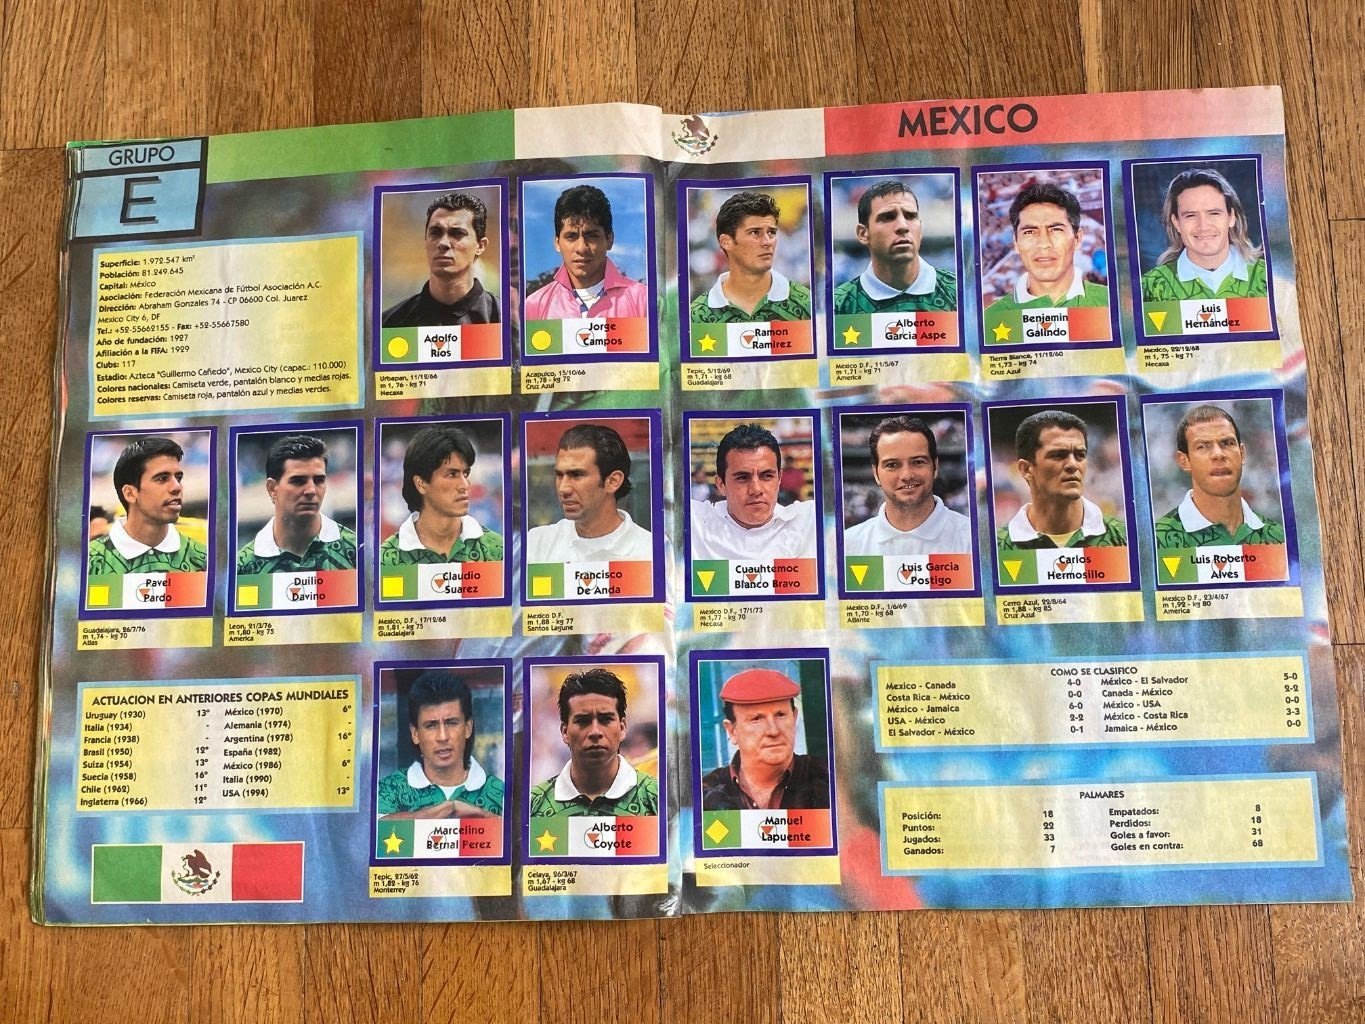 GRUPO
E
MEXICO
Superficie: 1.972.547 km²
Población: 81.249.645
Capital: México
Asociación: Federación Mexicana de Fútbol Asociación A.C.
Dirección: Abraham Gonzales 74 - CP 06600 Col. Juarez
Mexico City 6, DF
Tel.: +52-55662155 - Fax: +52-55667580
Año de fundación: 1927
Afiliación a la FIFA: 1929
Clubs: 117
Estadio: Azteca "Guillermo Cañedo", Mexico City (capac.: 110.000)
Colores nacionales: Camiseta verde, pantalón blanco y medias rojas.
Colores reservas: Camiseta roja, pantalón azul y medias verdes.
Adolfo
Rios
Urbapan, 11/12/66
m 1, 76 - kg 71
Necaxa
Jorge
Campos
Acapulco, 15/10/66
m 1,78 - kg 72
Cruz Azul
Ramon
Ramirez
Tepic, 5/12/69
m 1,71 - kg 68
Guadalajara
Alberto
Garcia Aspe
Mexico D.F., 11/5/67
m 1,71 - kg 71
America
Benjamin
Galindo
Tierra Blanca, 11/12/60
m 1,73 - kg 74
Cruz Azul
Luis
Hernández
Mexico, 22/12/68
m 1, 75 - kg 71
Necaxa
Pavel
Pardo
Guadalajara, 26/7/76
m 1,74 - kg 70
Atlas
Duilio
Davino
Leon, 21/3/76
m 1,80 - kg 75
America
Claudio
Suarez
Mexico, D.F., 17/12/68
m 1,81 - kg 75
Guadalajara
Francisco
De Anda
Mexico D.F.
m 1,88 - kg 77
Santos Lagune
Cuauhtemoc
Blanco Bravo
Mexico D.F., 17/1/73
m 1,77 - kg 70
Necaxa
Luis Garcia
Postigo
Mexico D.F., 1/6/69
m 1,70 - kg 68
Atlante
Carlos
Hermosillo
Cerro Azul, 22/8/64
m 1,88 - kg 85
Cruz Azul
Luis Roberto
Alves
Mexico D.F., 23/4/67
m 1,92 - kg 80
America
ACTUACION EN ANTERIORES COPAS MUNDIALES
Uruguay (1930) 13° México (1970) 6°
Italia (1934) - Alemania (1974) -
Francia (1938) - Argentina (1978) 16°
Brasil (1950) 12° España (1982) -
Suiza (1954) 13° México (1986) 6°
Suecia (1958) 16° Italia (1990) -
Chile (1962) 11° USA (1994) 13°
Inglaterra (1966) 12°
Marcelino
Bernal Perez
Tepic, 27/5/62
m 1,82 - kg 76
Monterrey
Alberto
Coyote
Celaya, 26/3/67
m 1,67 - kg 68
Guadalajara
Manuel
Lapuente
Seleccionador
COMO SE CLASIFICO
Mexico - Canada 4-0 México - El Salvador 5-0
Costa Rica - México 0-0 Canada - México 2-2
México - Jamaica 6-0 México - USA 0-0
USA - México 2-2 México - Costa Rica 3-3
El Salvador - México 0-1 Jamaica - México 0-0
PALMARES
Posición: 18 Empatados: 8
Puntos: 22 Perdidos: 18
Jugados: 33 Goles a favor: 31
Ganados: 7 Goles en contra: 68